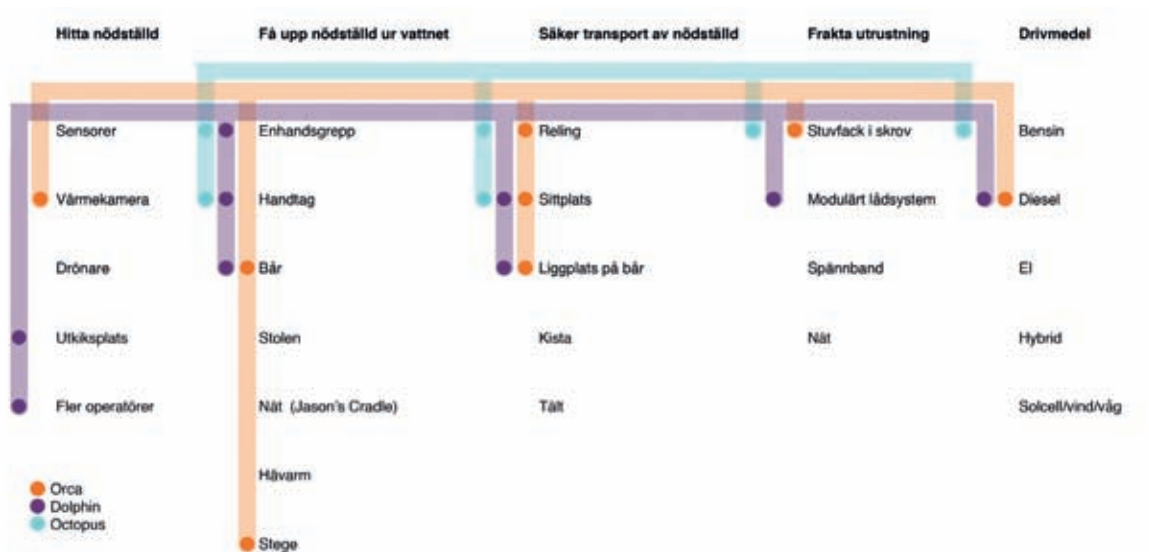 Hitta nödställd
Få upp nödställd ur vattnet
Säker transport av nödställd
Frakta utrustning
Drivmedel
Sensorer
Enhandsgrepp
Reling
Stuvfack i skrov
Bensin
Värmekamera
Handtag
Sittplats
Modulärt lådsystem
Diesel
Drönare
Bår
Liggplats på bår
Spännband
El
Utkiksplats
Stolen
Kista
Nät
Hybrid
Fler operatörer
Nät (Jason's Cradle)
Tält
Solcell/vind/våg
Hävarm
Stege
Orca
Dolphin
Octopus